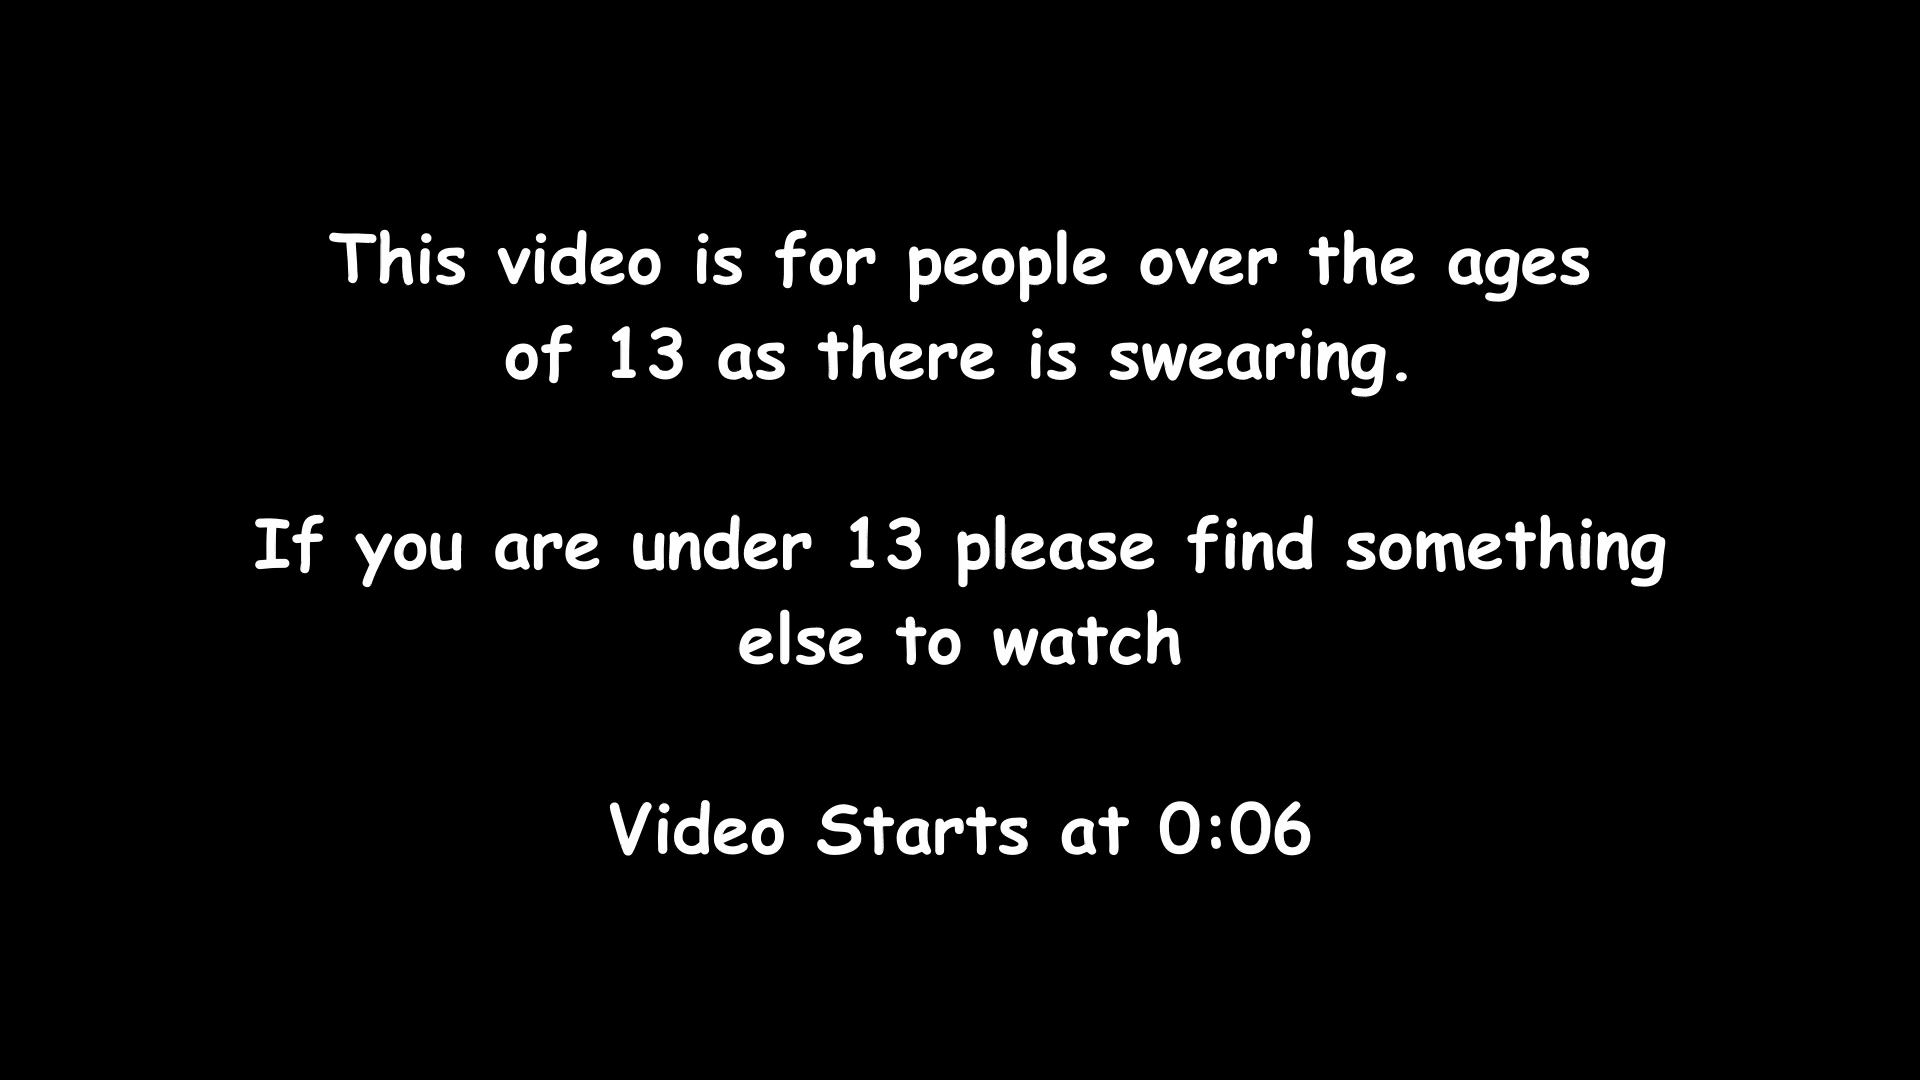 This video is for people over the ages
of 13 as there is swearing.
If you are under 13 please find something
else to watch
Video Starts at 0:06